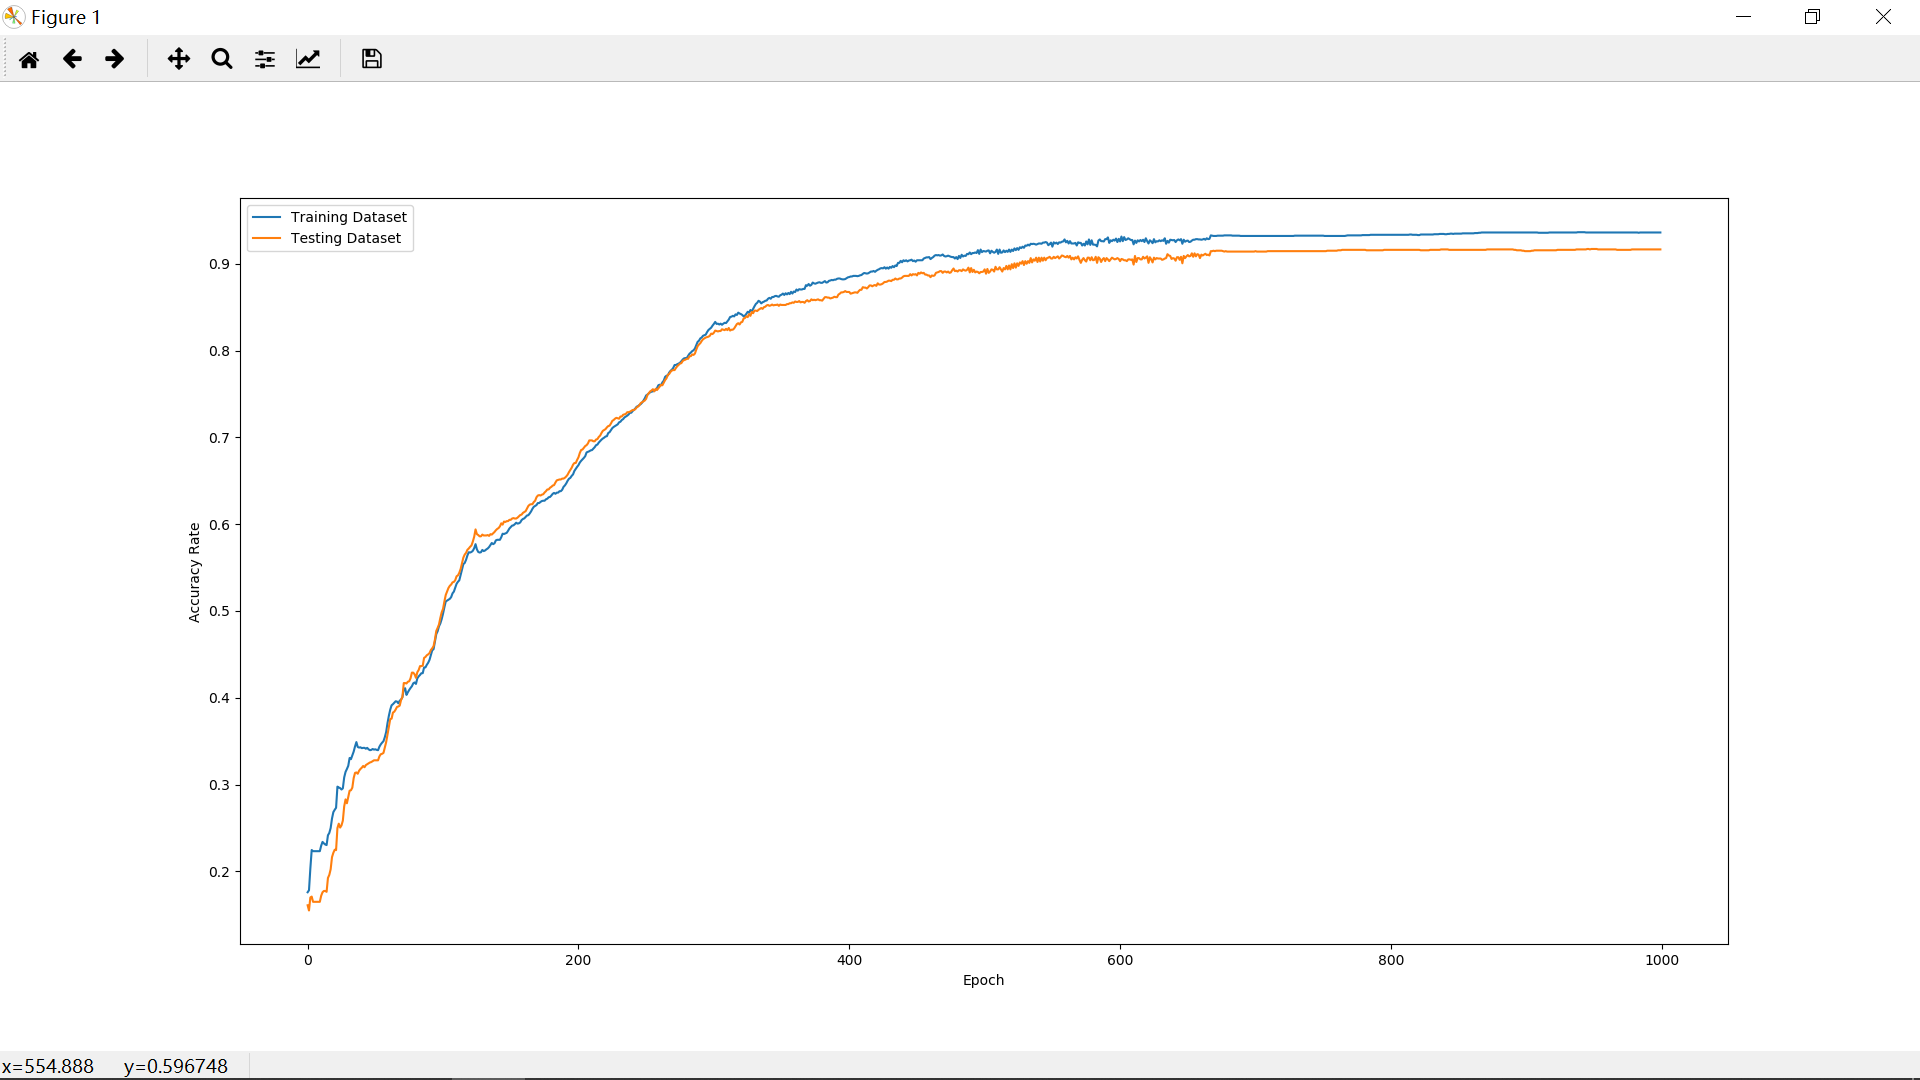 Figure 1
Training Dataset
Testing Dataset
0.9
0.8
0.7
0.6
0.5
0.4
0.3
0.2
Accuracy Rate
0 200 400 600 800 1000
Epoch
x=554.888 y=0.596748